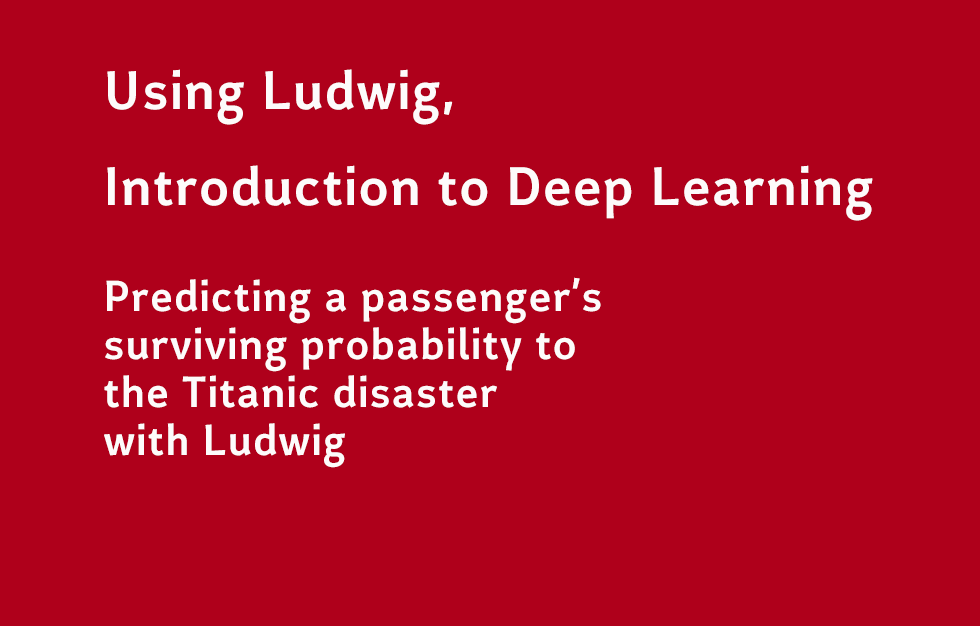 Using Ludwig,
Introduction to Deep Learning
Predicting a passenger's
surviving probability to
the Titanic disaster
with Ludwig